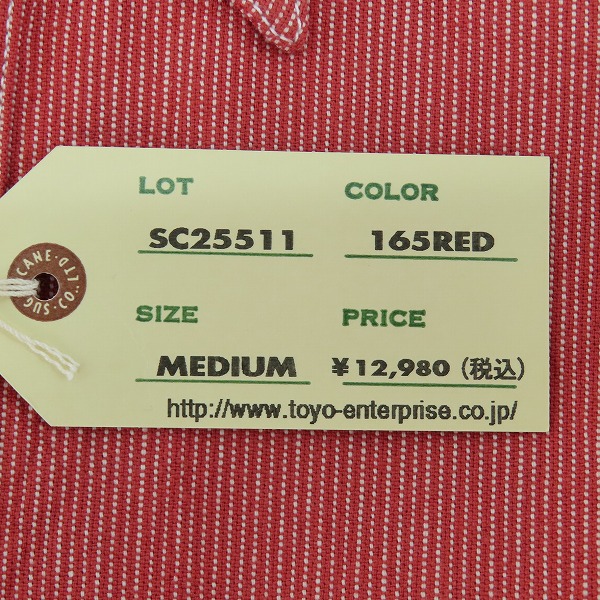 LOT COLOR
SC25511 165RED
SIZE PRICE
MEDIUM ¥12,980 (税込)
http://www.toyo-enterprise.co.jp/
SUGAR CANE CO., LTD.